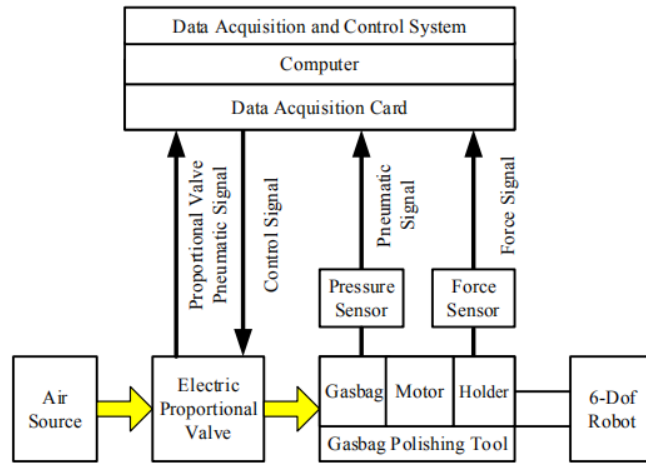 Data Acquisition and Control System
Computer
Data Acquisition Card
Proportional Valve
Pneumatic Signal
Control Signal
Pneumatic
Signal
Force Signal
Pressure
Sensor
Force
Sensor
Air
Source
Electric
Proportional
Valve
Gasbag
Motor
Holder
Gasbag Polishing Tool
6-Dof
Robot